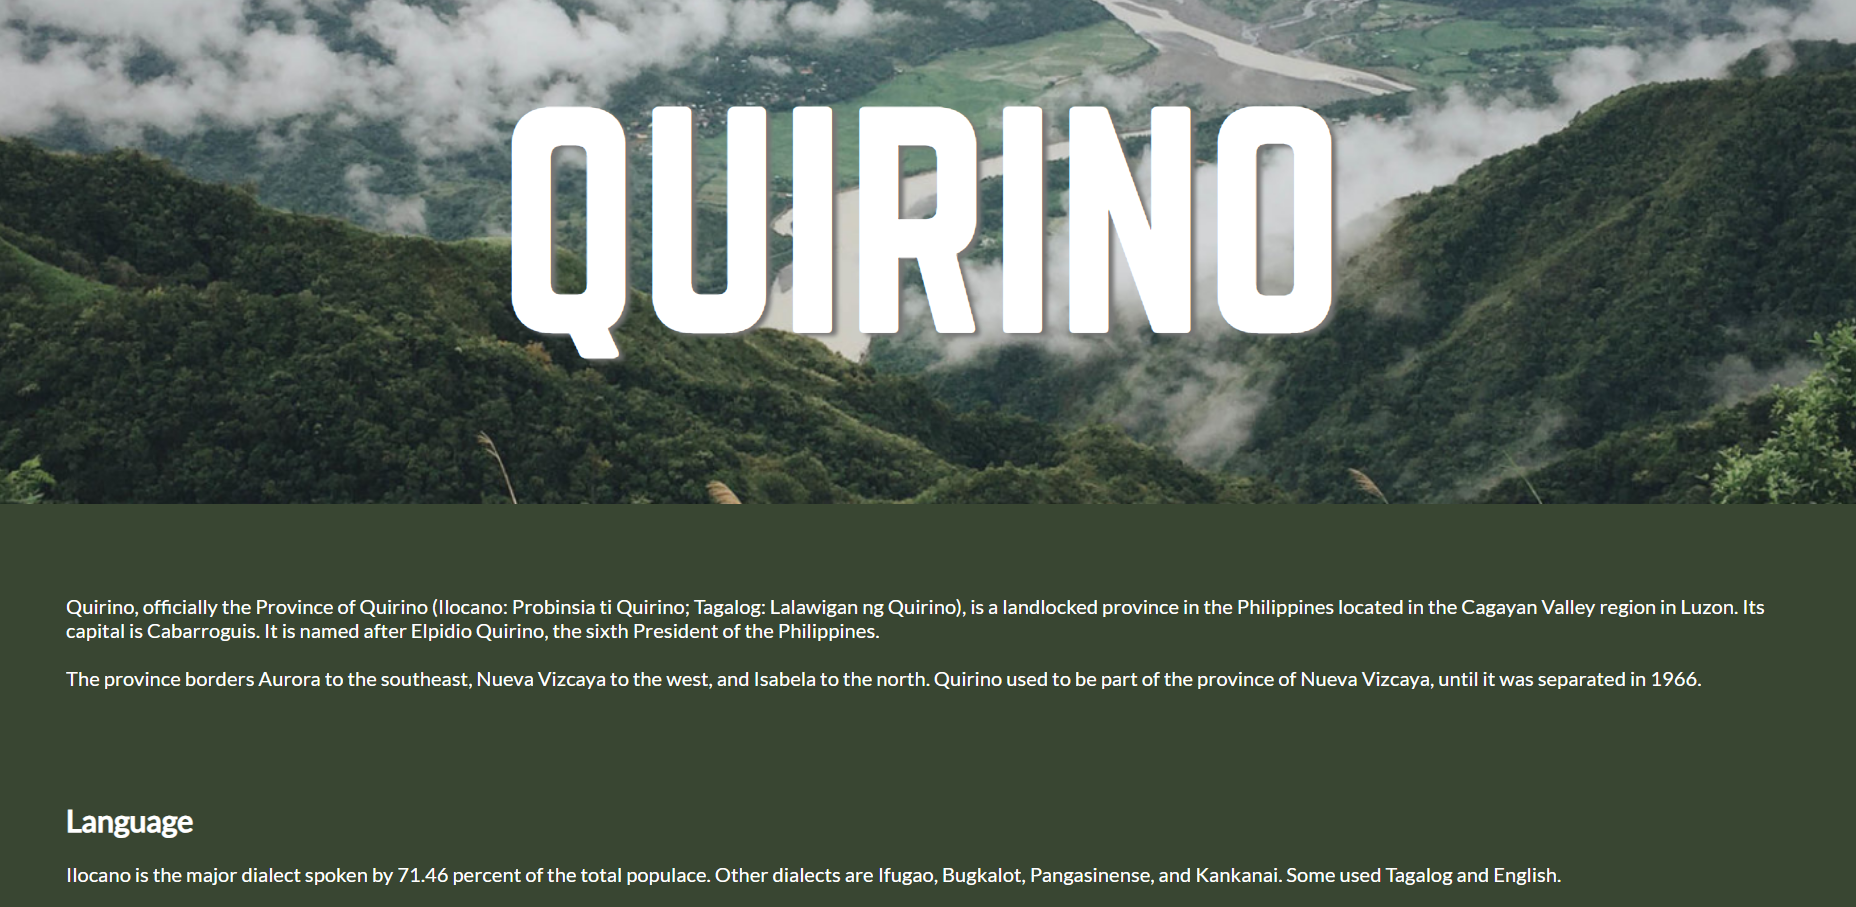 QUIRINO
Quirino, officially the Province of Quirino (Ilocano: Probinsia ti Quirino; Tagalog: Lalawigan ng Quirino), is a landlocked province in the Philippines located in the Cagayan Valley region in Luzon. Its
capital is Cabarroguis. It is named after Elpidio Quirino, the sixth President of the Philippines.
The province borders Aurora to the southeast, Nueva Vizcaya to the west, and Isabela to the north. Quirino used to be part of the province of Nueva Vizcaya, until it was separated in 1966.
Language
Ilocano is the major dialect spoken by 71.46 percent of the total populace. Other dialects are Ifugao, Bugkalot, Pangasinense, and Kankanai. Some used Tagalog and English.